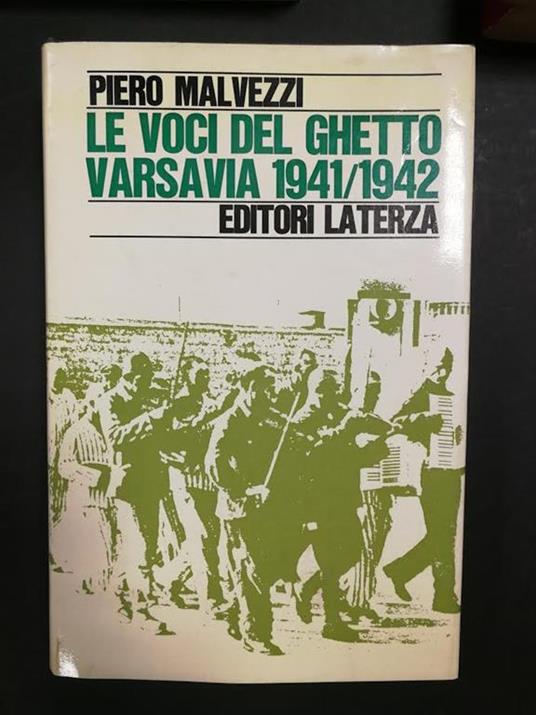 PIERO MALVEZZI
LE VOCI DEL GHETTO
VARSAVIA 1941/1942
EDITORI LATERZA